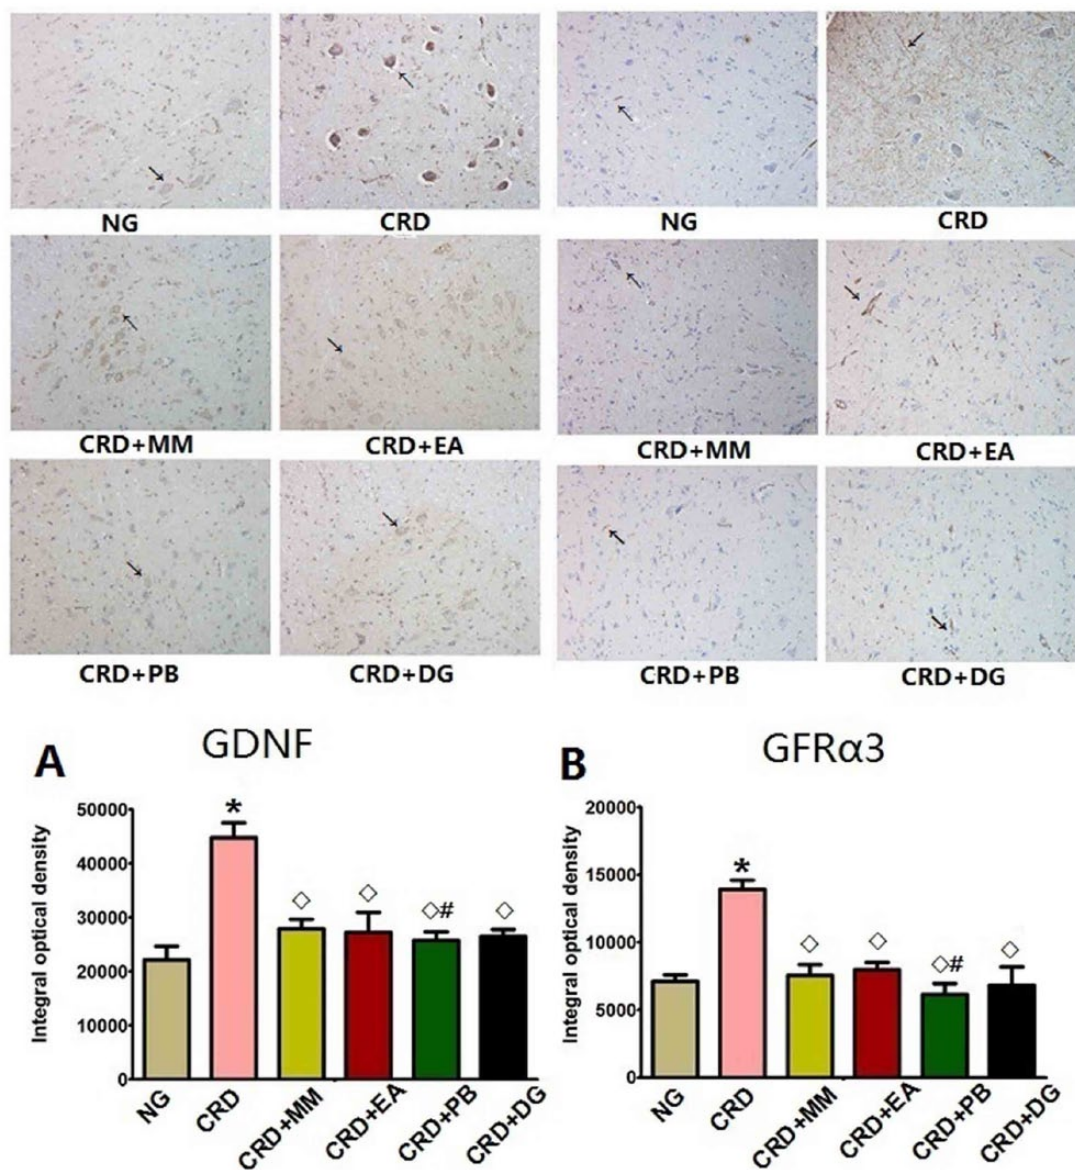 NG CRD NG CRD
CRD+MM CRD+EA CRD+MM CRD+EA
CRD+PB CRD+DG CRD+PB CRD+DG
A GDNF
Integral optical density
50000
40000
30000
20000
10000
0
*
◇ ◇ ◇# ◇
NG CRD CRD+MM CRD+EA CRD+PB CRD+DG
B GFRα3
Integral optical density
20000
15000
10000
5000
0
*
◇ ◇ ◇# ◇
NG CRD CRD+MM CRD+EA CRD+PB CRD+DG